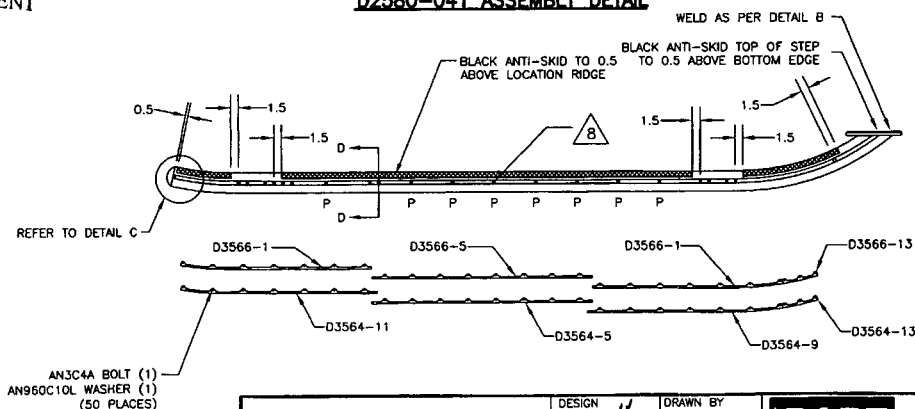 ENT
D2580-041 ASSEMBLY DETAIL
WELD AS PER DETAIL B
BLACK ANTI-SKID TO 0.5
ABOVE LOCATION RIDGE
BLACK ANTI-SKID TOP OF STEP
TO 0.5 ABOVE BOTTOM EDGE
0.5
1.5
1.5
1.5
1.5
1.5
8
D
D
P P P P P P P P
REFER TO DETAIL C
D3566-1
D3566-5
D3566-1
D3566-13
D3564-11
D3564-5
D3564-9
D3564-13
AN3C4A BOLT (1)
AN960C10L WASHER (1)
(50 PLACES)
DESIGN
DRAWN BY